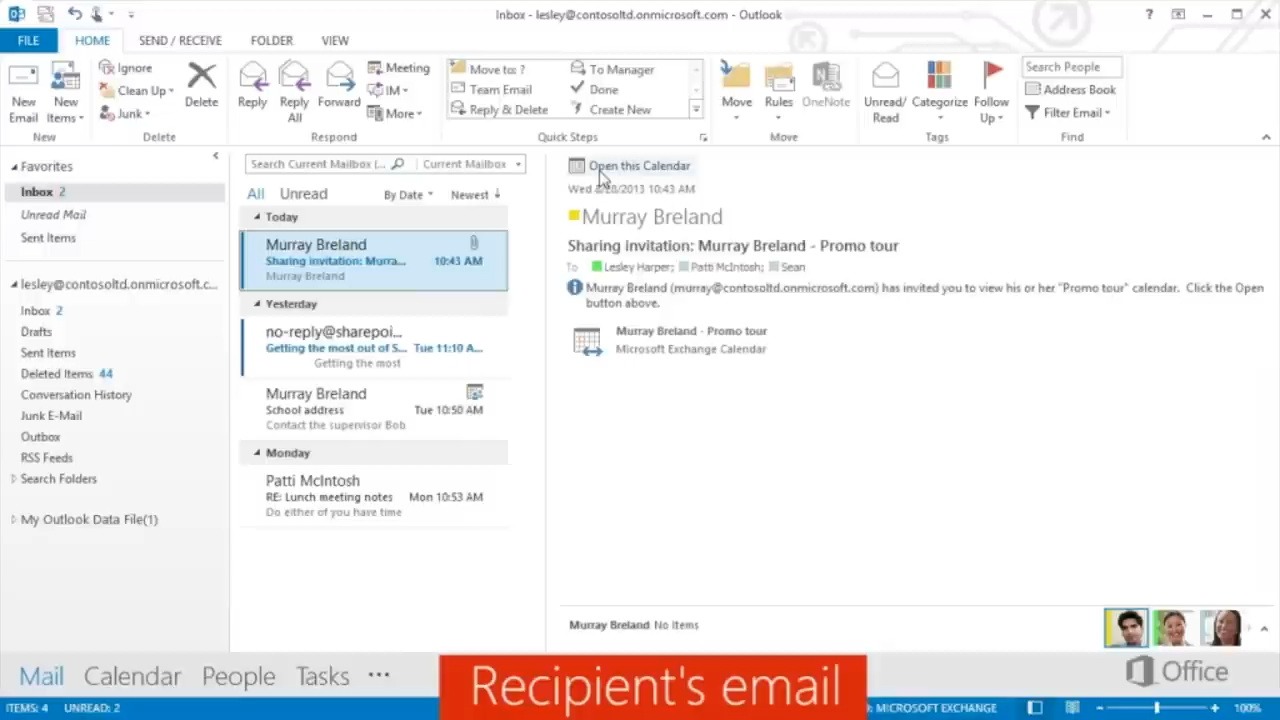 Inbox - lesley@contosoltd.onmicrosoft.com - Outlook
FILE HOME SEND / RECEIVE FOLDER VIEW
New Email
New Items
New
Ignore
Clean Up
Junk
Delete
Delete
Reply
Reply All
Forward
Meeting
IM
More
Respond
Move to: ?
Team Email
Reply & Delete
To Manager
Done
Create New
Quick Steps
Move
Rules
OneNote
Move
Unread/ Read
Categorize
Follow Up
Tags
Search People
Address Book
Filter Email
Find
Favorites
Inbox 2
Unread Mail
Sent Items
lesley@contosoltd.onmicrosoft.c...
Inbox 2
Drafts
Sent Items
Deleted Items 44
Conversation History
Junk E-Mail
Outbox
RSS Feeds
Search Folders
My Outlook Data File(1)
Search Current Mailbox (... Current Mailbox
All Unread By Date Newest
Today
Murray Breland
Sharing invitation: Murra... 10:43 AM
Murray Breland
Yesterday
no-reply@sharepoi...
Getting the most out of S... Tue 11:10 A...
Getting the most
Murray Breland
School address Tue 10:50 AM
Contact the supervisor Bob
Monday
Patti McIntosh
RE: Lunch meeting notes Mon 10:53 AM
Do either of you have time
Open this Calendar
Wed 8/28/2013 10:43 AM
Murray Breland
Sharing invitation: Murray Breland - Promo tour
To Lesley Harper; Patti McIntosh; Sean
Murray Breland (murray@contosoltd.onmicrosoft.com) has invited you to view his or her "Promo tour" calendar. Click the Open
button above.
Murray Breland - Promo tour
Microsoft Exchange Calendar
Murray Breland No Items
Mail Calendar People Tasks ...
Recipient's email
Office
ITEMS: 4 UNREAD: 2
MICROSOFT EXCHANGE
100%